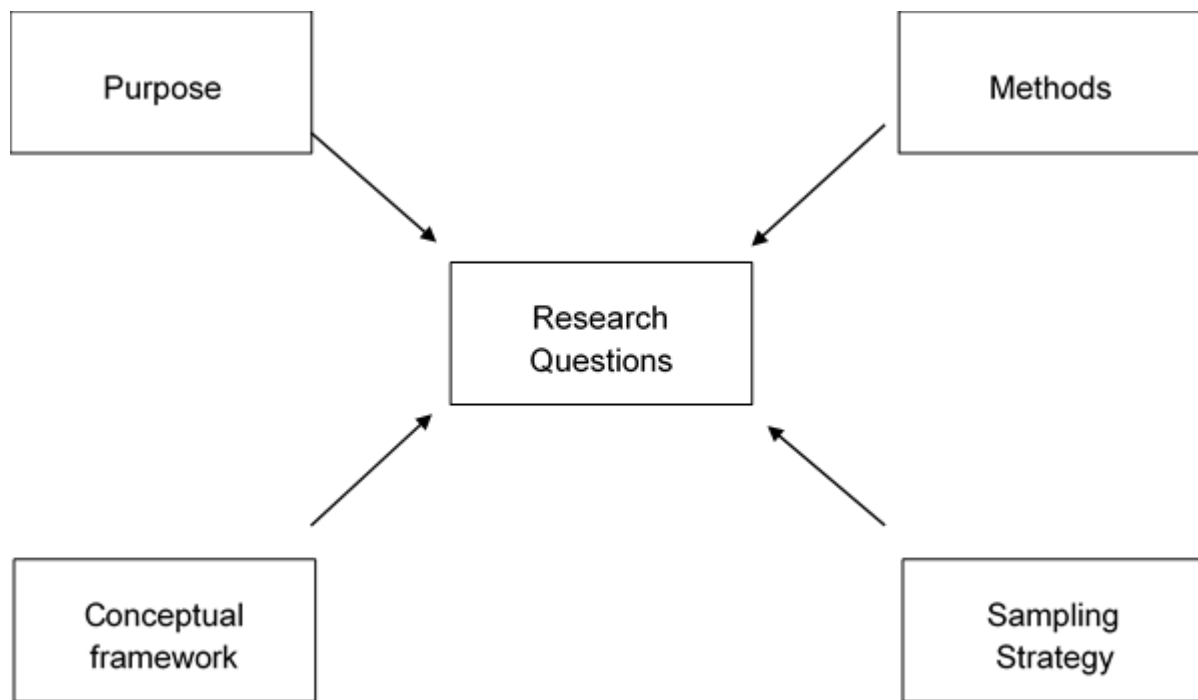 Purpose
Methods
Research
Questions
Conceptual
framework
Sampling
Strategy